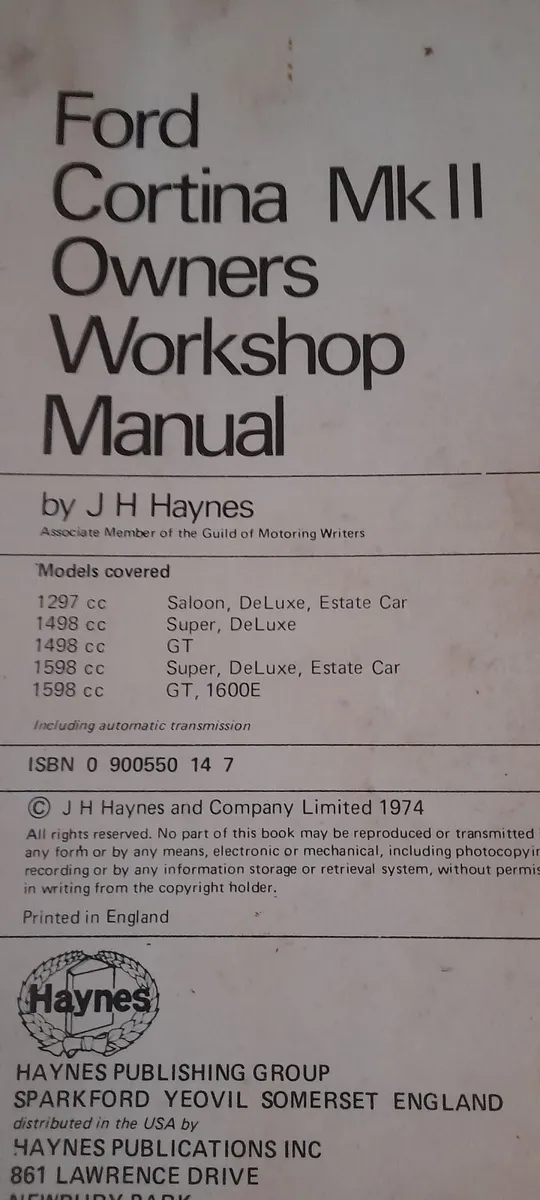 Ford
Cortina MkII
Owners
Workshop
Manual
by J H Haynes
Associate Member of the Guild of Motoring Writers
Models covered
1297 cc Saloon, DeLuxe, Estate Car
1498 cc Super, DeLuxe
1498 cc GT
1598 cc Super, DeLuxe, Estate Car
1598 cc GT, 1600E
Including automatic transmission
ISBN 0 900550 14 7
© J H Haynes and Company Limited 1974
All rights reserved. No part of this book may be reproduced or transmitted
any form or by any means, electronic or mechanical, including photocopyin
recording or by any information storage or retrieval system, without permis
in writing from the copyright holder.
Printed in England
Haynes
HAYNES PUBLISHING GROUP
SPARKFORD YEOVIL SOMERSET ENGLAND
distributed in the USA by
HAYNES PUBLICATIONS INC
861 LAWRENCE DRIVE
NEWBURY PARK